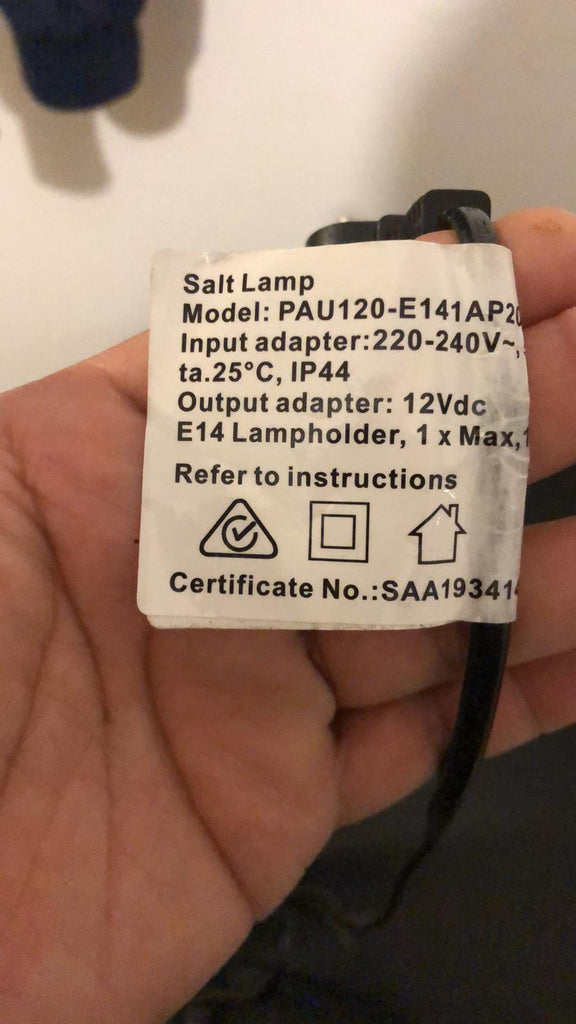 Salt Lamp
Model: PAU120-E141AP20
Input adapter:220-240V~,
ta.25°C, IP44
Output adapter: 12Vdc
E14 Lampholder, 1 x Max,1
Refer to instructions
Certificate No.:SAA193414